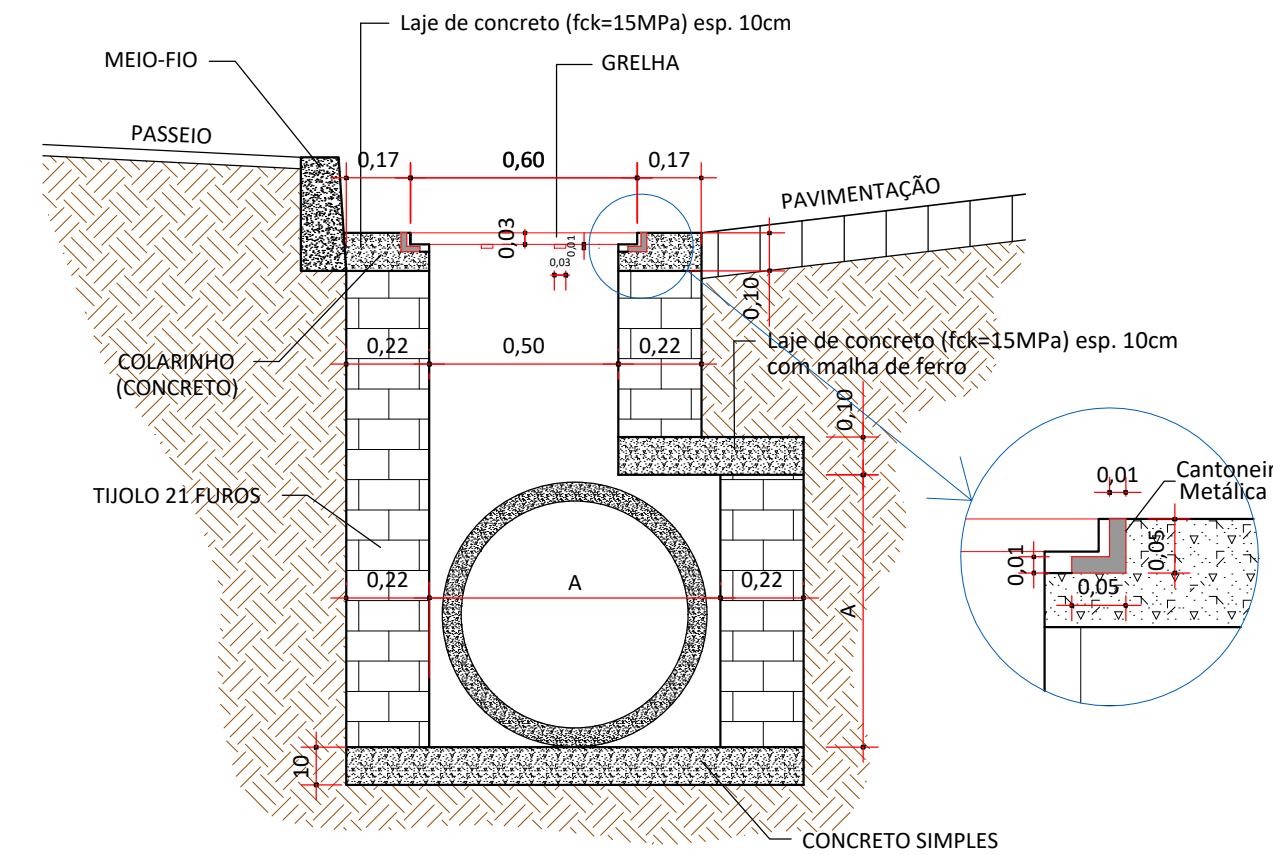 Laje de concreto (fck=15MPa) esp. 10cm
MEIO-FIO
GRELHA
PASSEIO
0,17
0,60
0,17
PAVIMENTAÇÃO
0,03
0,01
0,03
0,10
COLARINHO
(CONCRETO)
0,22
0,50
0,22
Laje de concreto (fck=15MPa) esp. 10cm
com malha de ferro
0,10
TIJOLO 21 FUROS
0,22
A
0,22
A
10
CONCRETO SIMPLES
0,01
Cantoneir
Metálica
0,01
0,05
0,05